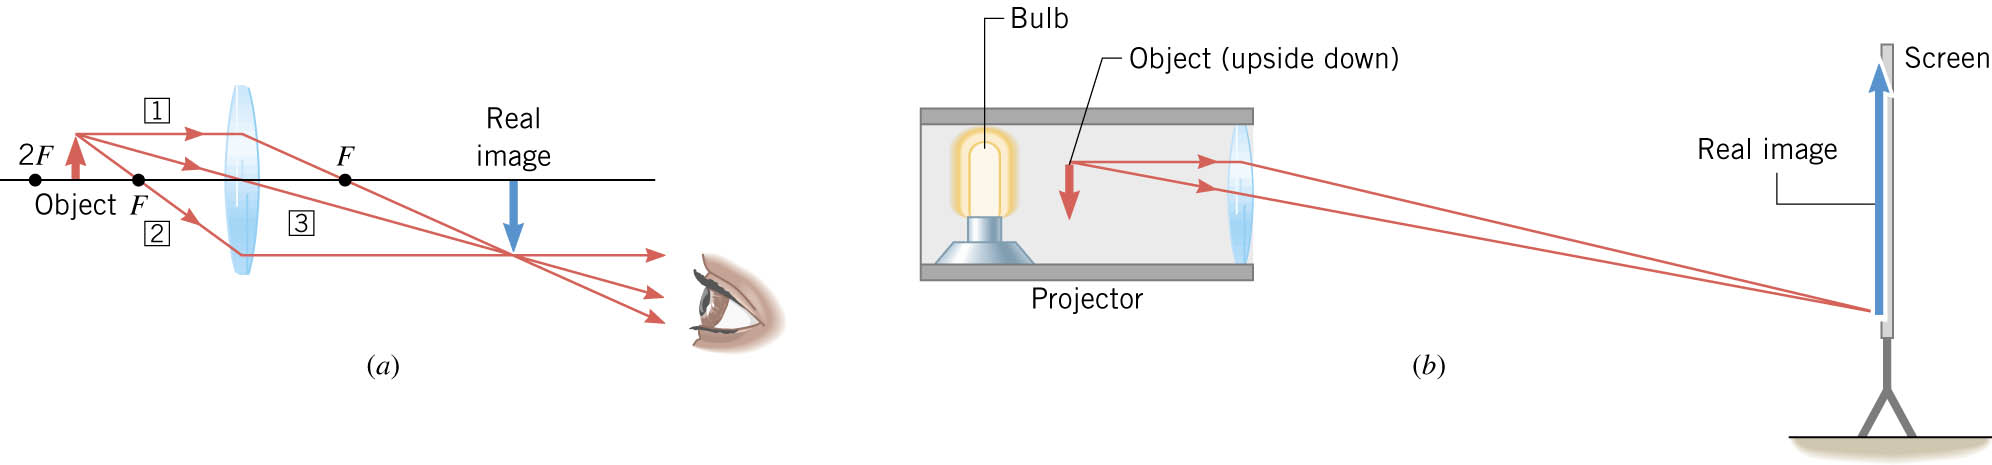 1
2F
Object
F
2
3
F
Real
image
(a)
Bulb
Object (upside down)
Projector
Real image
Screen
(b)